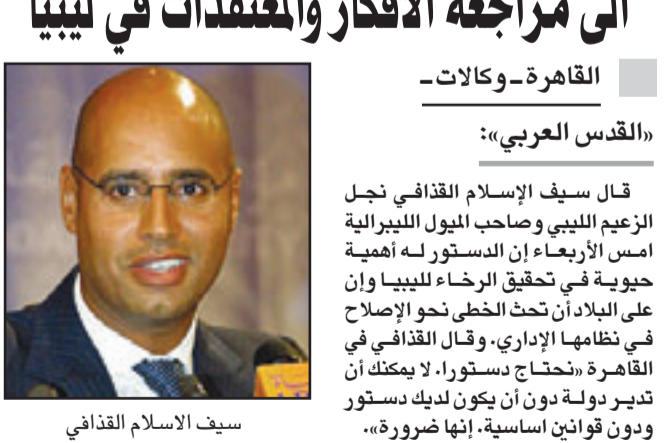 الى مراجعة الافكار والمعتقدات في ليبيا
القاهرة ـ وكالات ـ
«القدس العربي»:
قال سيف الإسلام القذافي نجل
الزعيم الليبي وصاحب الميول الليبرالية
امس الأربعاء إن الدستور له أهمية
حيوية في تحقيق الرخاء لليبيا وإن
على البلاد أن تحث الخطى نحو الإصلاح
في نظامها الإداري. وقال القذافي في
القاهرة «نحتاج دستورا. لا يمكنك أن
تدير دولة دون أن يكون لديك دستور
ودون قوانين اساسية. إنها ضرورة».
سيف الاسلام القذافي